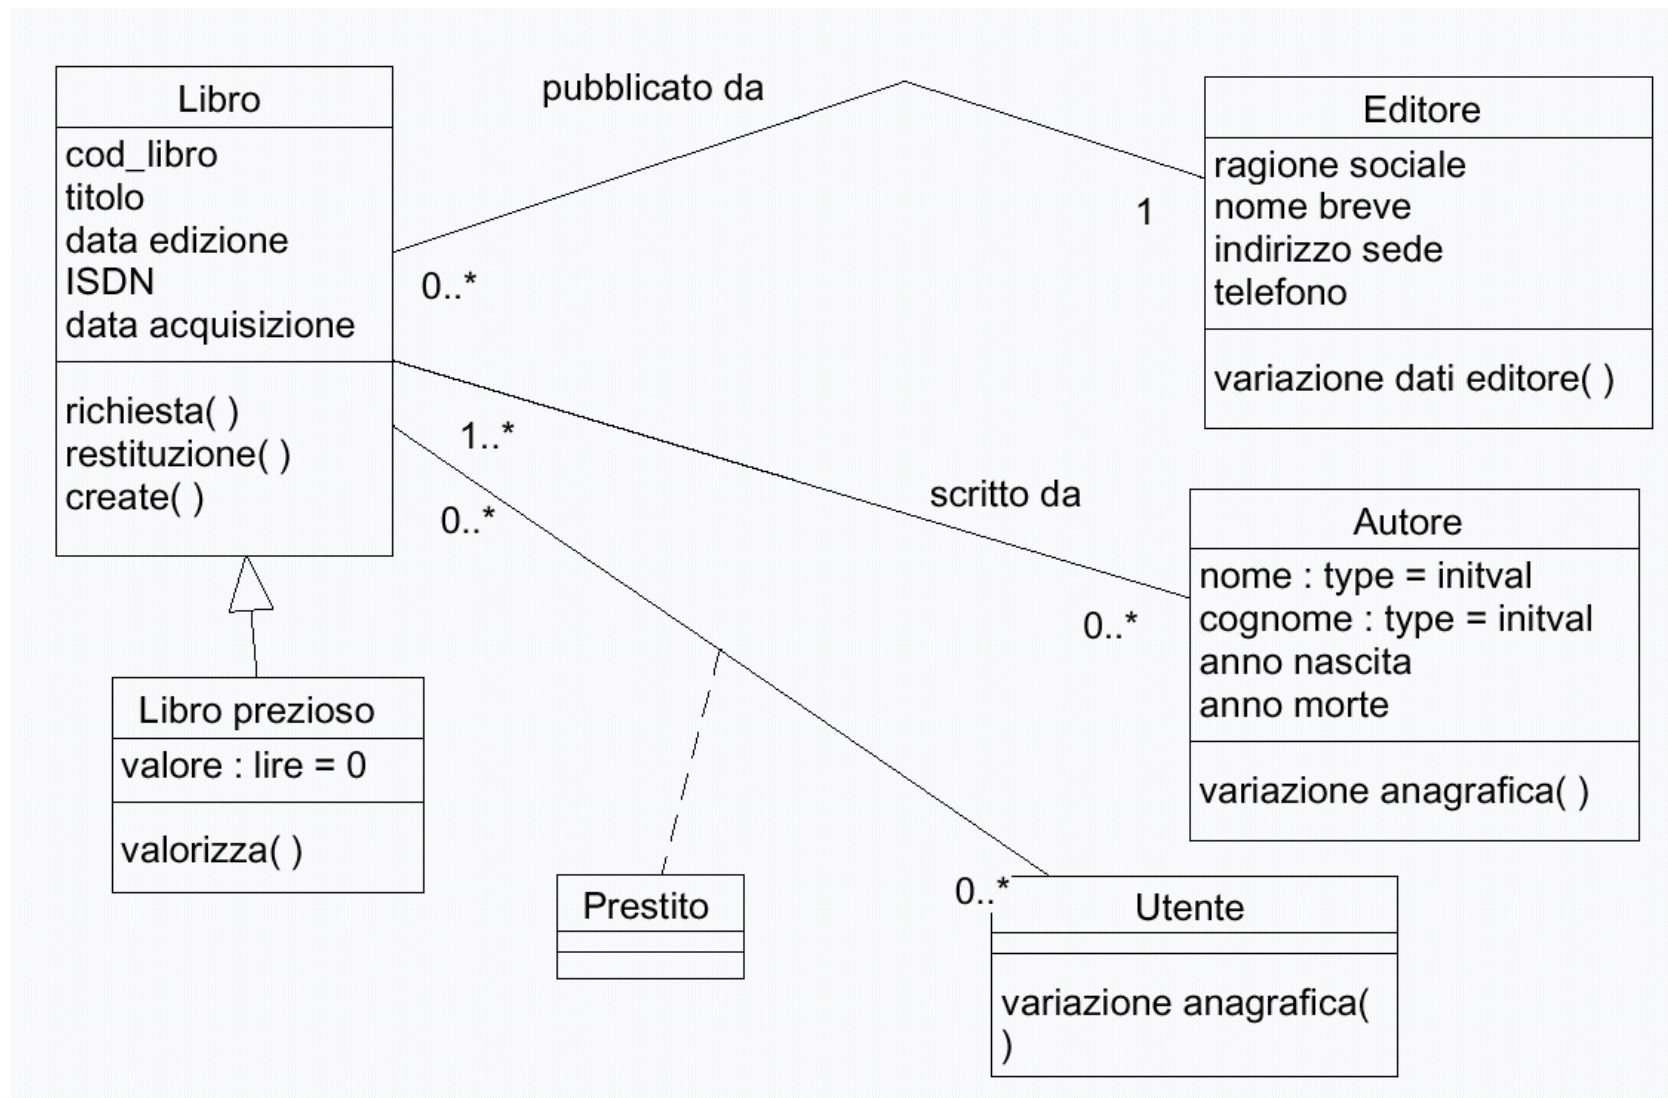 Libro
cod_libro
titolo
data edizione
ISDN
data acquisizione
richiesta( )
restituzione( )
create( )
pubblicato da
0..*
1
Editore
ragione sociale
nome breve
indirizzo sede
telefono
variazione dati editore( )
1..*
scritto da
0..*
Autore
nome : type = initval
cognome : type = initval
anno nascita
anno morte
variazione anagrafica( )
0..*
0..*
Libro prezioso
valore : lire = 0
valorizza( )
Prestito
Utente
variazione anagrafica(
)